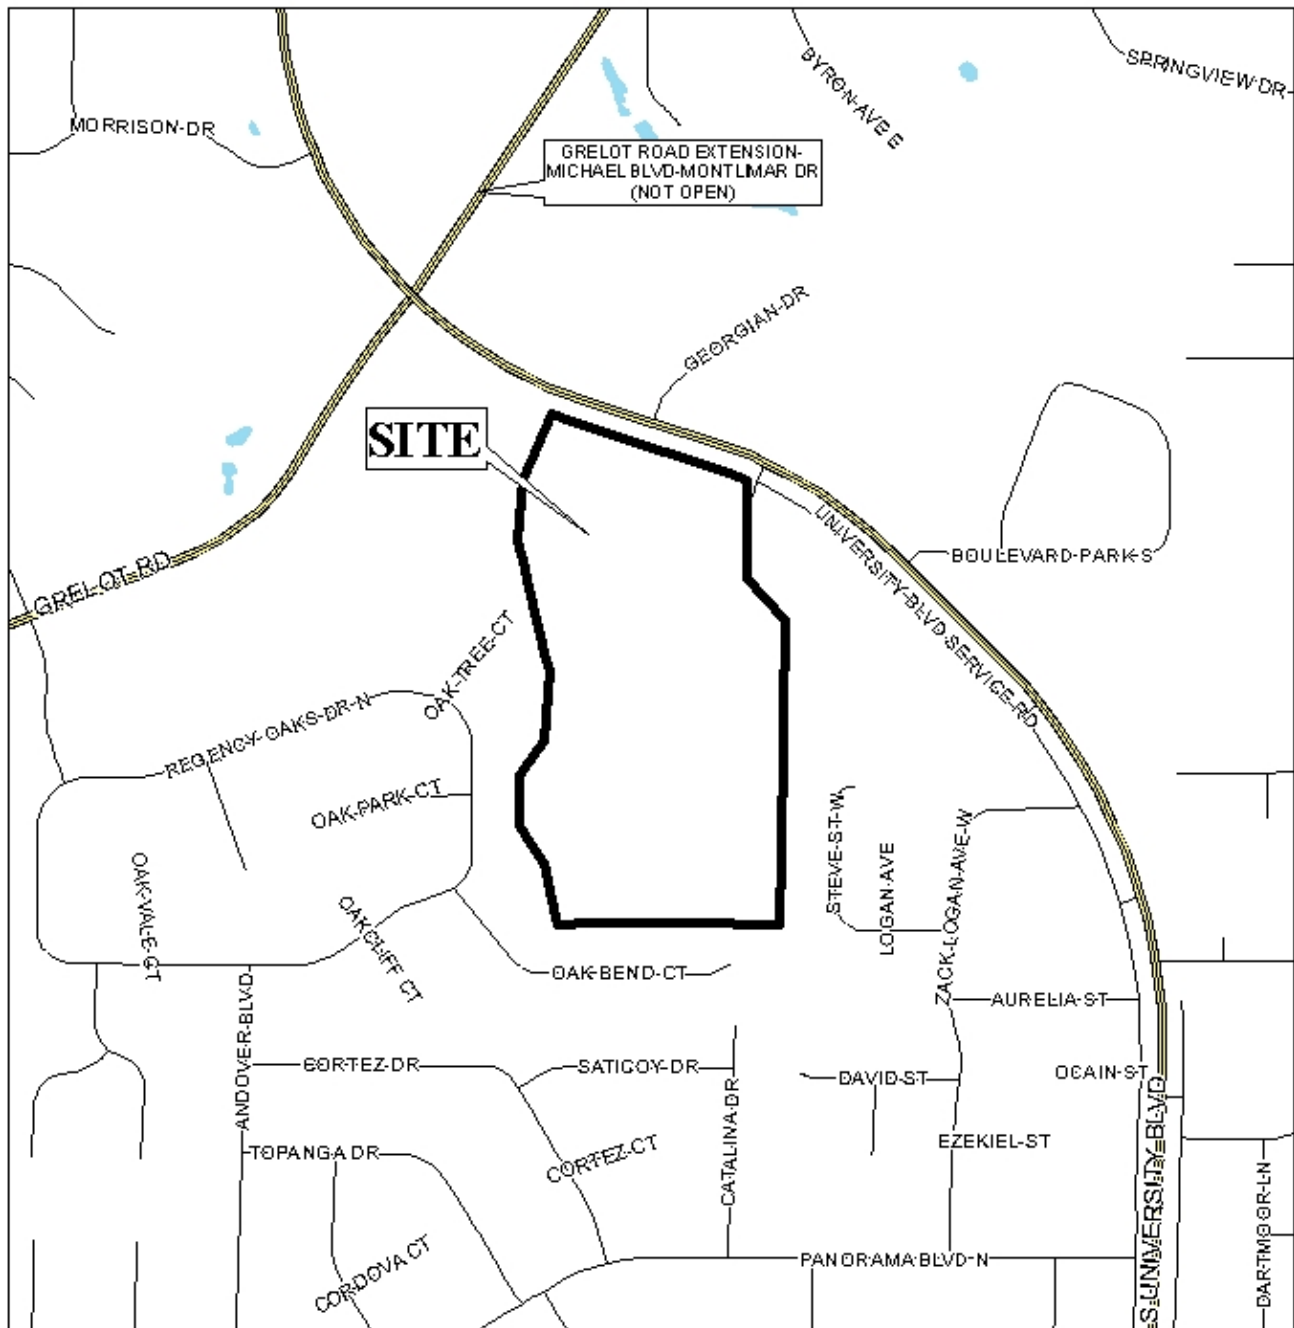 BYRON AVE E
SPRINGVIEW DR
MORRISON DR
GRELOT ROAD EXTENSION-
MICHAEL BLVD-MONTLIMAR DR
(NOT OPEN)
GEORGIAN DR
SITE
UNIVERSITY BLVD SERVICE RD
BOULEVARD PARK S
GRELOT RD
OAK TREE CT
REGENCY OAKS DR N
OAK PARK CT
STEVE ST W
LOGAN AVE
ZACK LOGAN AVE W
OAK VALE CT
OAKCLIFF CT
OAK BEND CT
AURELIA ST
ANDOVER BLVD
CORTEZ DR
SATICOY DR
DAVID ST
OCAIN ST
CATALINA DR
TOPANGA DR
CORTEZ CT
EZEKIEL ST
S UNIVERSITY BLVD
DARTMOOR LN
CORDOVA CT
PANORAMA BLVD N